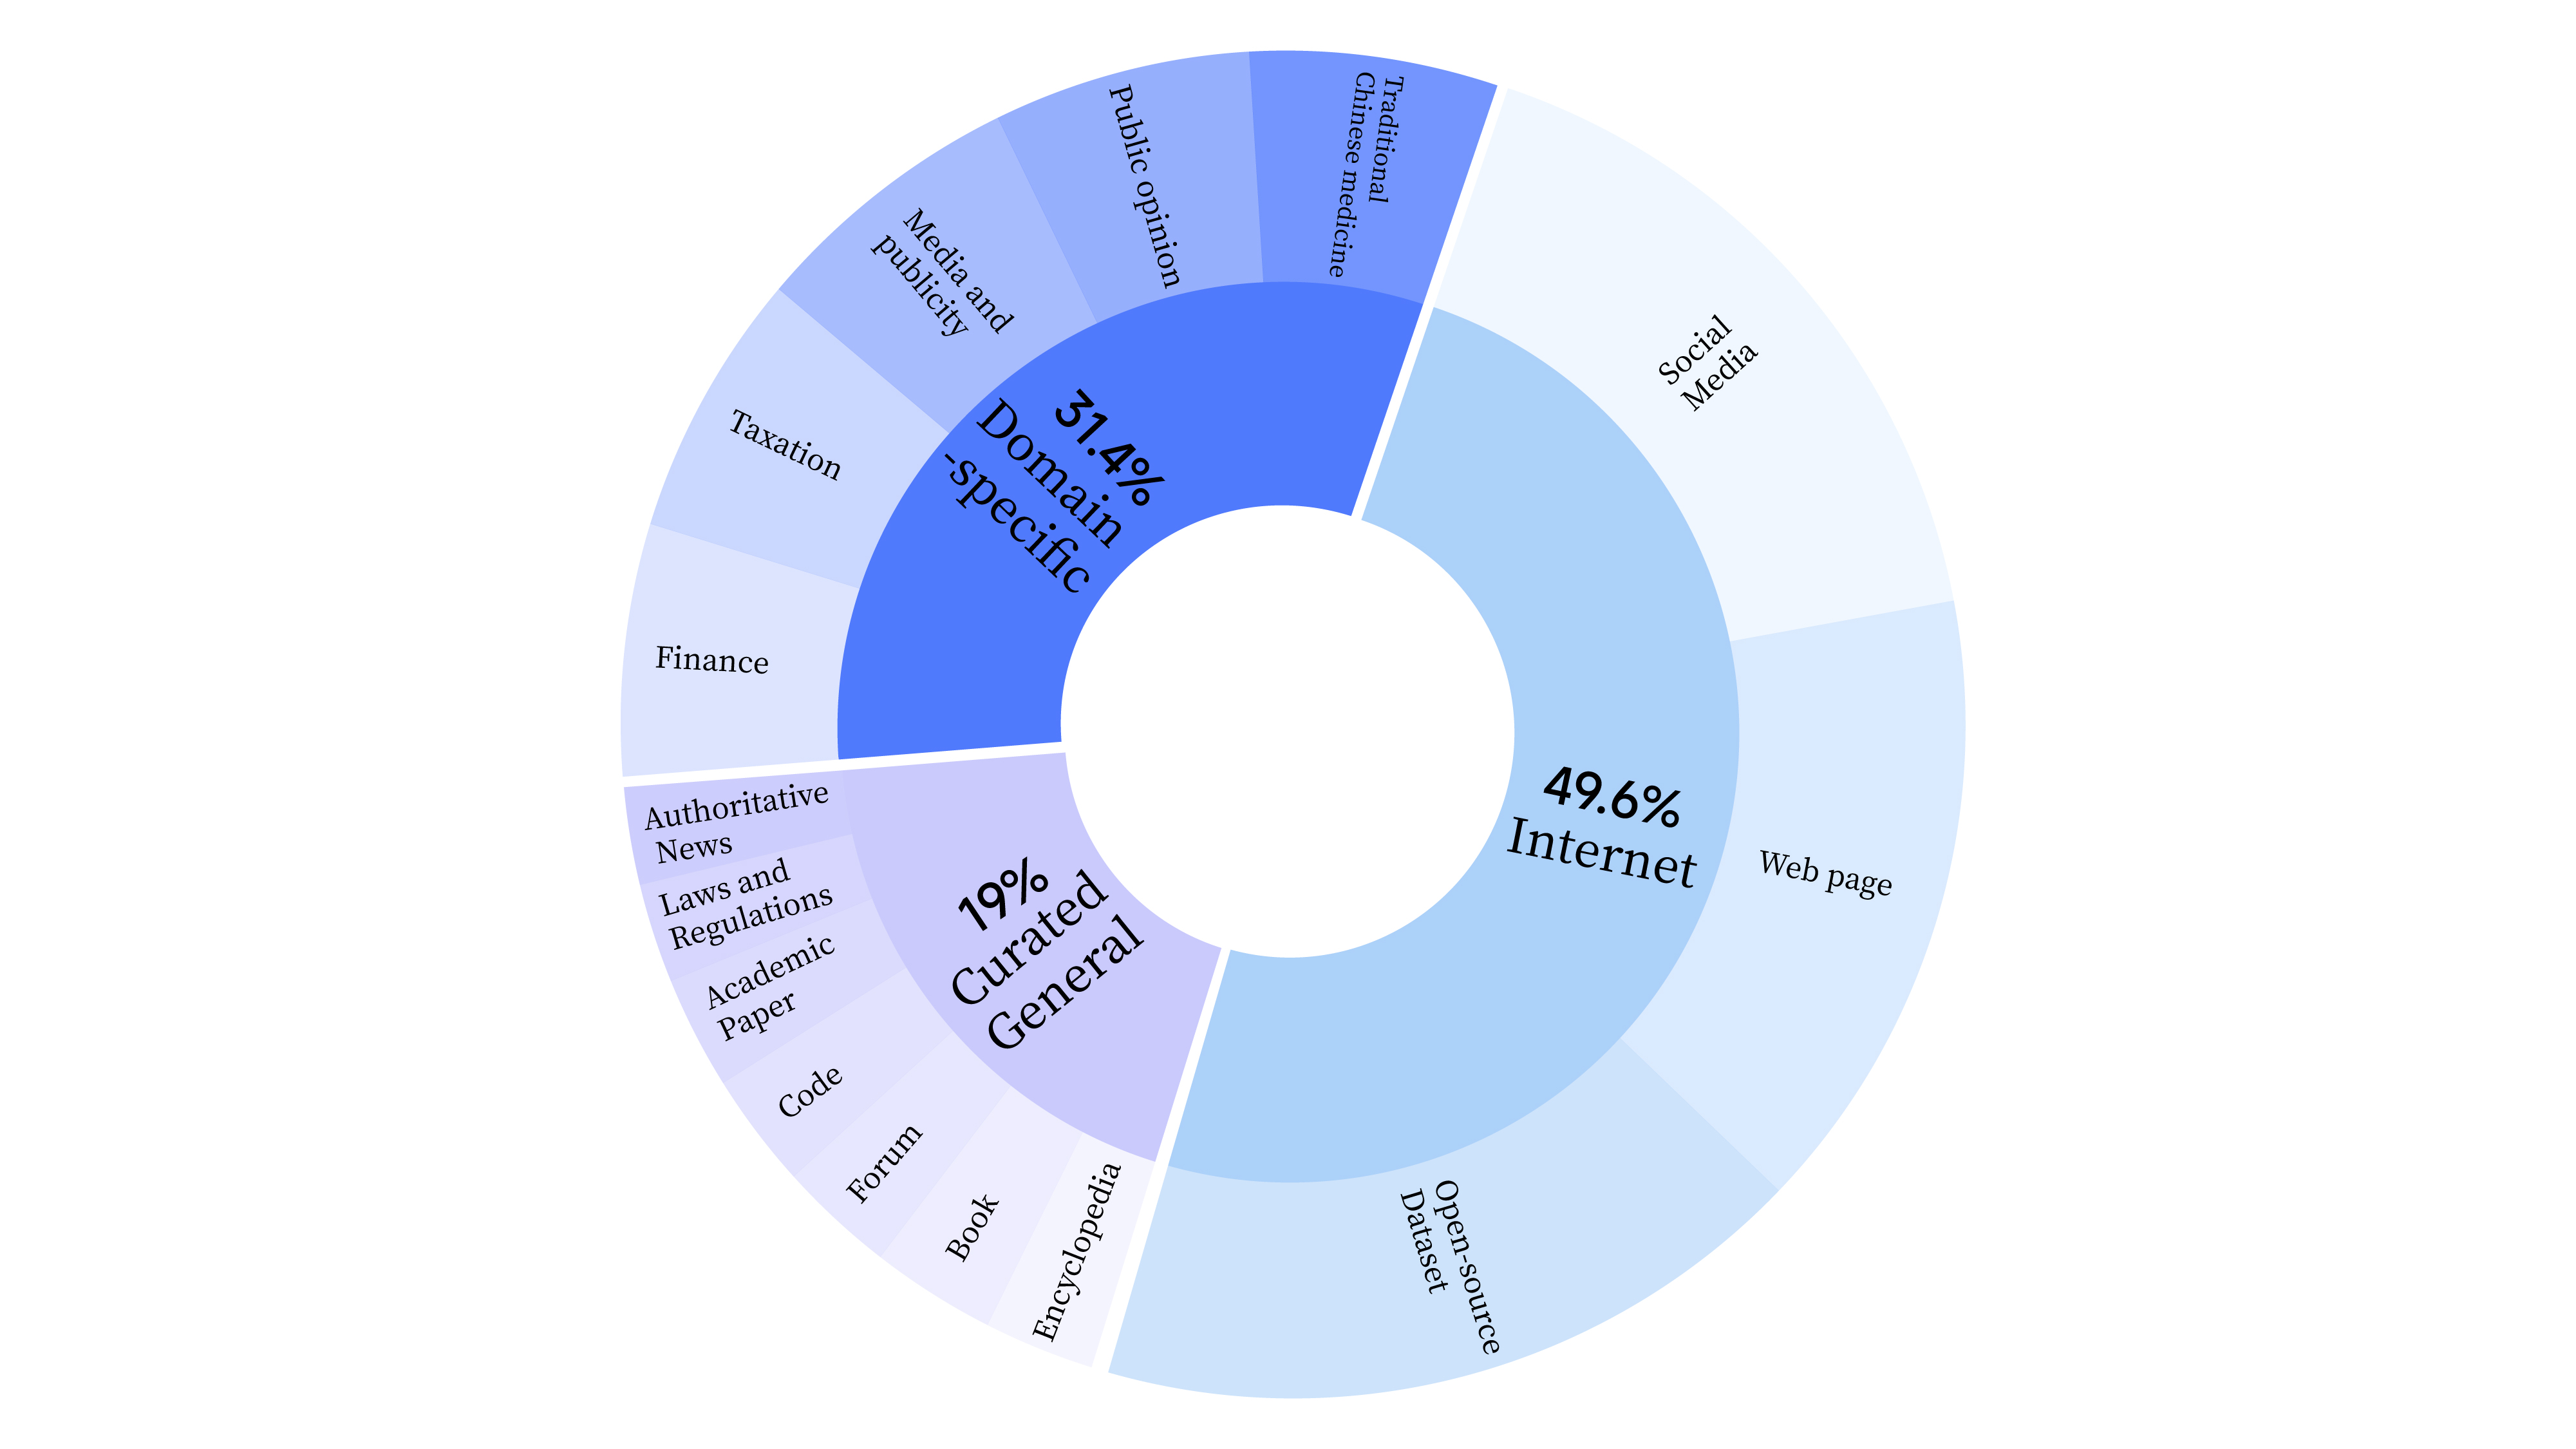 Traditional
Chinese medicine
Public opinion
Media and
publicity
Taxation
Finance
31.4%
Domain
-specific
Social
Media
Web page
Open-source
Dataset
49.6%
Internet
Authoritative
News
Laws and
Regulations
Academic
Paper
Code
Forum
Book
Encyclopedia
19%
Curated
General